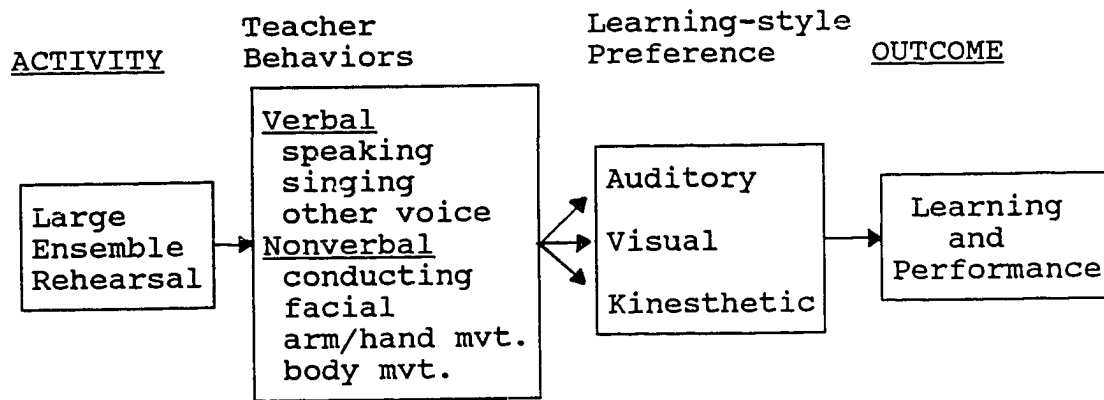 ACTIVITY
Teacher
Behaviors
Learning-style
Preference
OUTCOME
Large
Ensemble
Rehearsal
Verbal
speaking
singing
other voice
Nonverbal
conducting
facial
arm/hand mvt.
body mvt.
Auditory
Visual
Kinesthetic
Learning
and
Performance